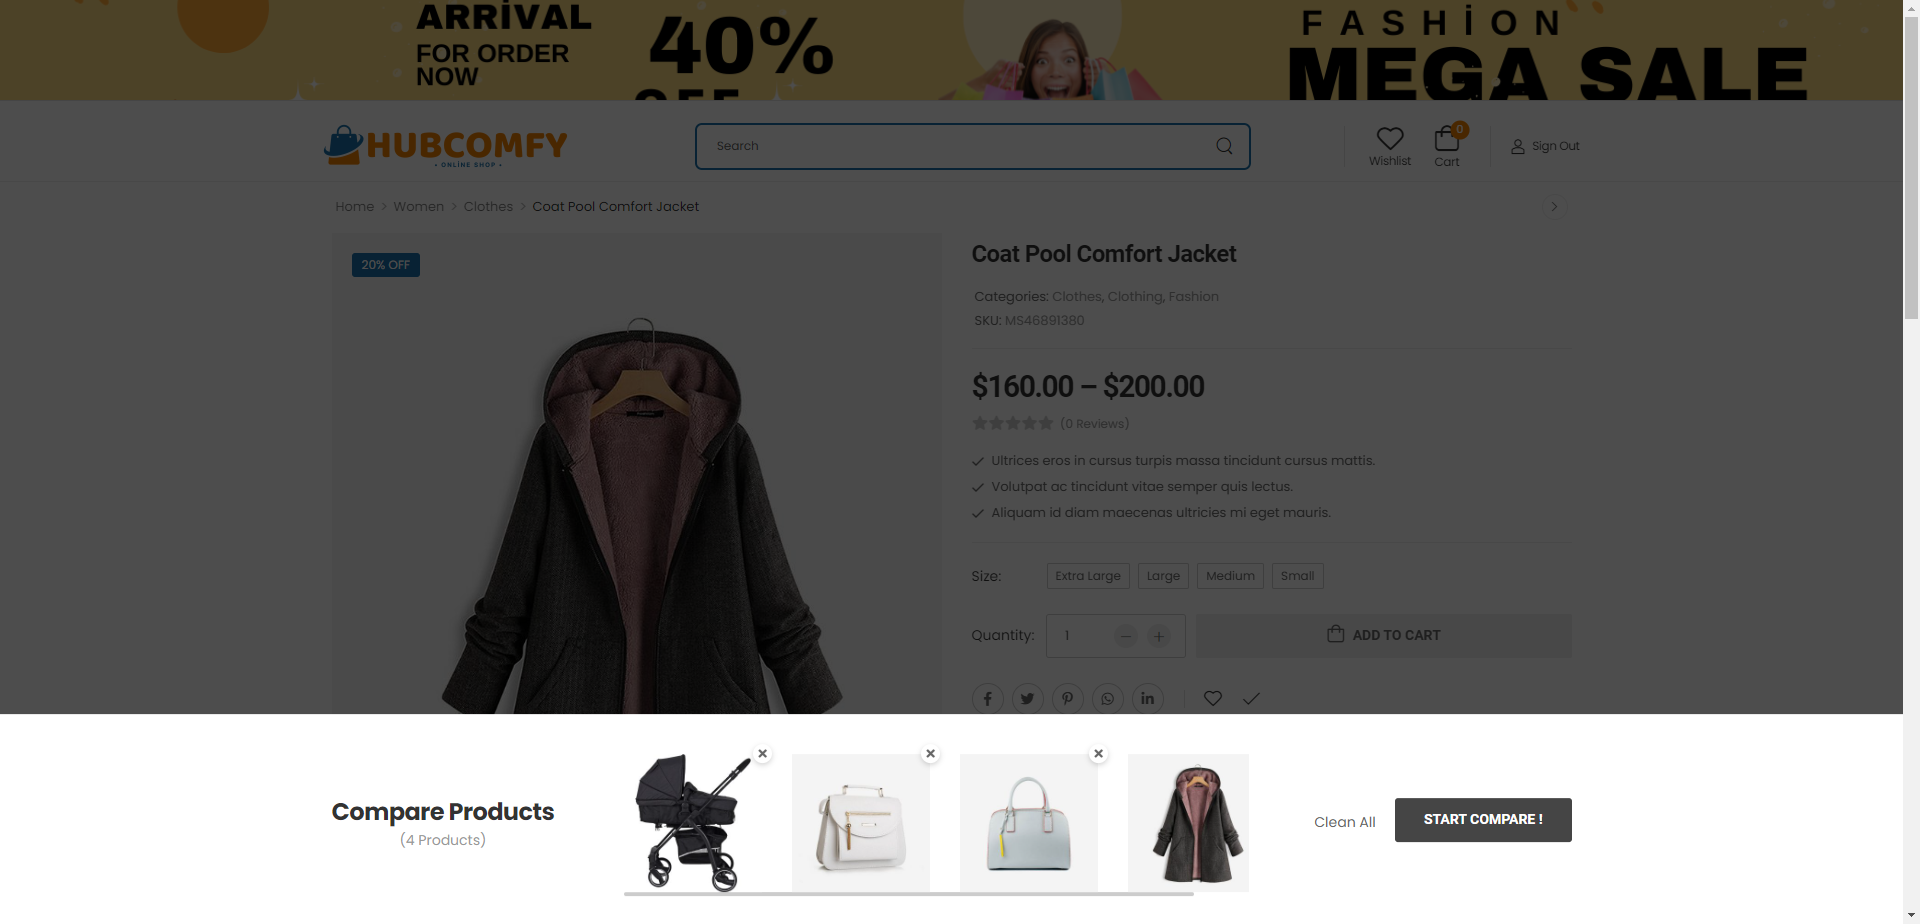 ARRİVAL
FOR ORDER
NOW
40%
OFF
FASHİON
MEGA SALE
HUBCOMFY
• ONLINE SHOP •
Search
Wishlist
0
Cart
Sign Out
Home > Women > Clothes > Coat Pool Comfort Jacket
20% OFF
Coat Pool Comfort Jacket
Categories: Clothes, Clothing, Fashion
SKU: MS46891380
$160.00 – $200.00
(0 Reviews)
Ultrices eros in cursus turpis massa tincidunt cursus mattis.
Volutpat ac tincidunt vitae semper quis lectus.
Aliquam id diam maecenas ultricies mi eget mauris.
Size: Extra Large Large Medium Small
Quantity: 1 − + ADD TO CART
Compare Products
(4 Products)
Clean All
START COMPARE !